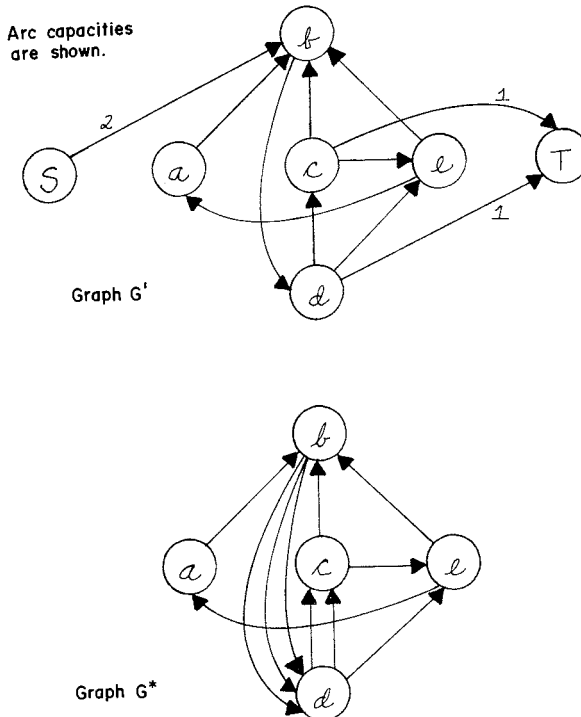 Arc capacities
are shown.
b
2
1
S
a
c
e
T
1
d
Graph G'
b
a
c
e
d
Graph G*